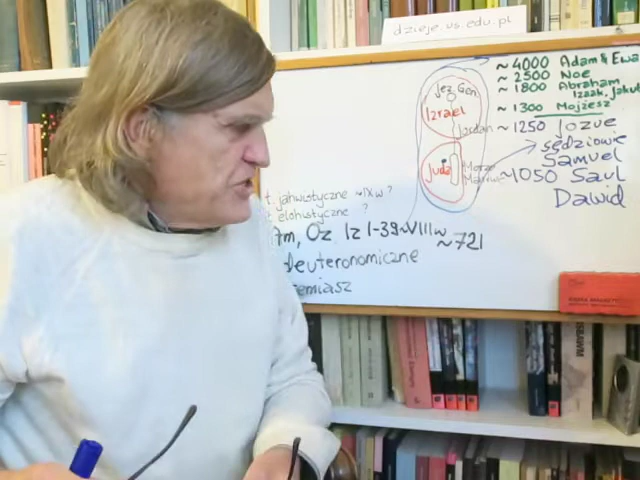 dzieje.us.edu.pl
~4000 Adam & Ewa
~2500 Noe
~1800 Abraham
Izaak, Jakub
~1300 Mojżesz
~1250 Jozue
sędziowie
Samuel
~1050 Saul
Dawid
Jez Gen
Izrael
Jordan
Juda
Morze
t. jahwistyczne ~IX w?
t. elohistyczne ?
Am, Oz Iz 1-39 ~VIII w
~721
deuteronomiczne
emiasz